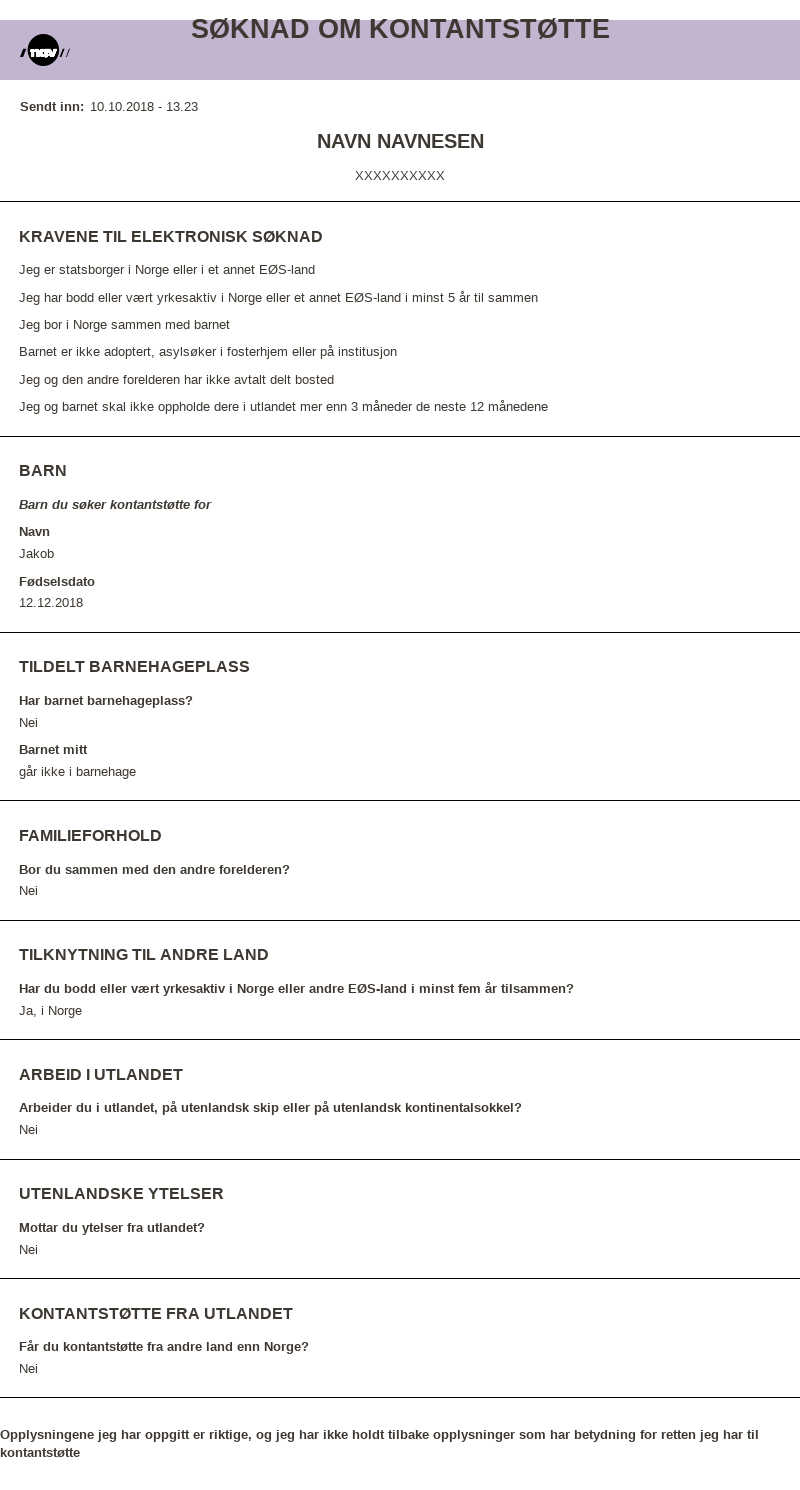 SØKNAD OM KONTANTSTØTTE
nav
Sendt inn: 10.10.2018 - 13.23
NAVN NAVNESEN
XXXXXXXXXX
KRAVENE TIL ELEKTRONISK SØKNAD
Jeg er statsborger i Norge eller i et annet EØS-land
Jeg har bodd eller vært yrkesaktiv i Norge eller et annet EØS-land i minst 5 år til sammen
Jeg bor i Norge sammen med barnet
Barnet er ikke adoptert, asylsøker i fosterhjem eller på institusjon
Jeg og den andre forelderen har ikke avtalt delt bosted
Jeg og barnet skal ikke oppholde dere i utlandet mer enn 3 måneder de neste 12 månedene
BARN
Barn du søker kontantstøtte for
Navn
Jakob
Fødselsdato
12.12.2018
TILDELT BARNEHAGEPLASS
Har barnet barnehageplass?
Nei
Barnet mitt
går ikke i barnehage
FAMILIEFORHOLD
Bor du sammen med den andre forelderen?
Nei
TILKNYTNING TIL ANDRE LAND
Har du bodd eller vært yrkesaktiv i Norge eller andre EØS-land i minst fem år tilsammen?
Ja, i Norge
ARBEID I UTLANDET
Arbeider du i utlandet, på utenlandsk skip eller på utenlandsk kontinentalsokkel?
Nei
UTENLANDSKE YTELSER
Mottar du ytelser fra utlandet?
Nei
KONTANTSTØTTE FRA UTLANDET
Får du kontantstøtte fra andre land enn Norge?
Nei
Opplysningene jeg har oppgitt er riktige, og jeg har ikke holdt tilbake opplysninger som har betydning for retten jeg har til
kontantstøtte